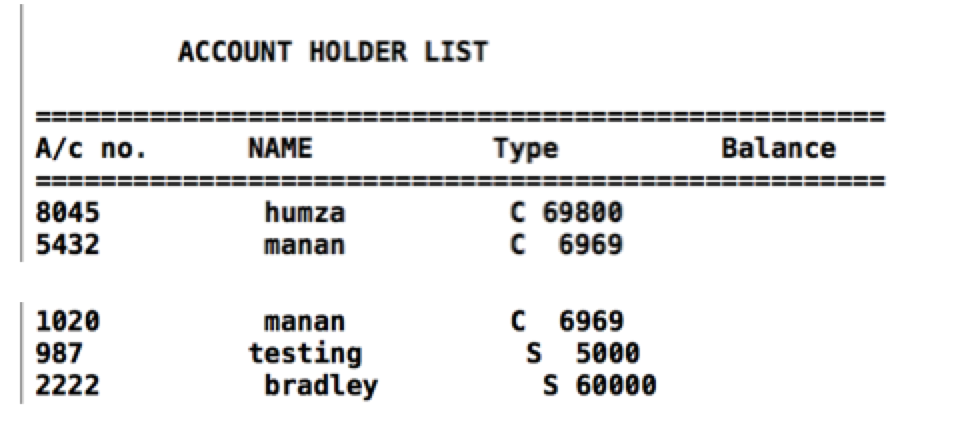 ACCOUNT HOLDER LIST
====================================================
A/c no. NAME Type Balance
====================================================
8045 humza C 69800
5432 manan C 6969
1020 manan C 6969
987 testing S 5000
2222 bradley S 60000